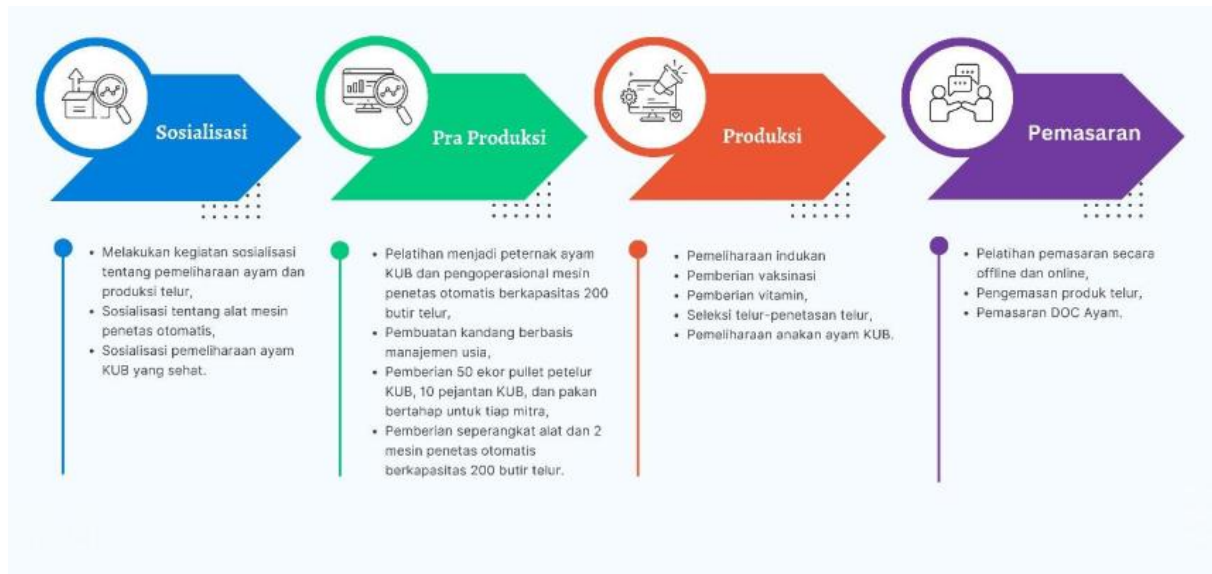 Sosialisasi
• Melakukan kegiatan sosialisasi
tentang pemeliharaan ayam dan
produksi telur,
• Sosialisasi tentang alat mesin
penetas otomatis,
• Sosialisasi pemeliharaan ayam
KUB yang sehat.
Pra Produksi
• Pelatihan menjadi peternak ayam
KUB dan pengoperasional mesin
penetas otomatis berkapasitas 200
butir telur,
• Pembuatan kandang berbasis
manajemen usia,
• Pemberian 50 ekor pullet petelur
KUB, 10 pejantan KUB, dan pakan
bertahap untuk tiap mitra,
• Pemberian seperangkat alat dan 2
mesin penetas otomatis
berkapasitas 200 butir telur.
Produksi
• Pemeliharaan indukan
• Pemberian vaksinasi
• Pemberian vitamin,
• Seleksi telur-penetasan telur,
• Pemeliharaan anakan ayam KUB.
Pemasaran
• Pelatihan pemasaran secara
offline dan online,
• Pengemasan produk telur,
• Pemasaran DOC Ayam.